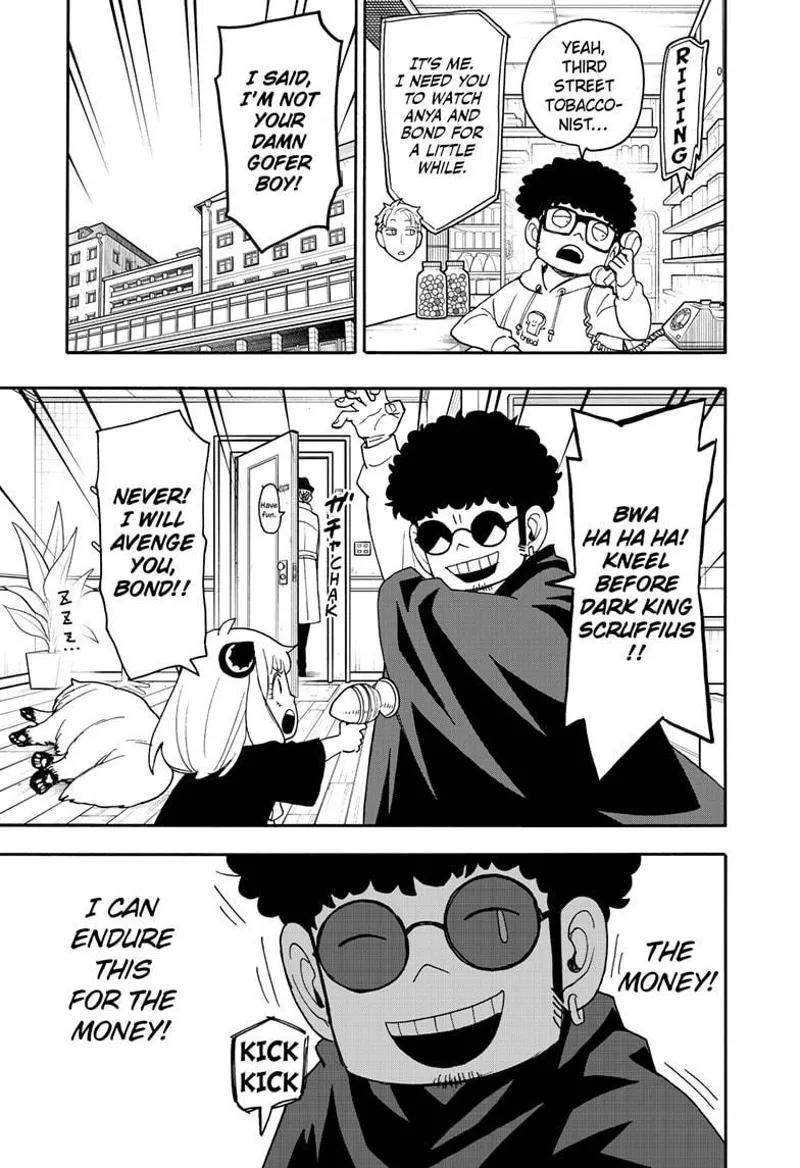 RIIING
YEAH,
THIRD
STREET
TOBACCO-
NIST...
IT'S ME.
I NEED YOU
TO WATCH
ANYA AND
BOND FOR
A LITTLE
WHILE.
bread
I SAID,
I'M NOT
YOUR
DAMN
GOFER
BOY!
BWA
HA HA HA!
KNEEL
BEFORE
DARK KING
SCRUFFIUS
!!
ガチャ CHAK
Have
fun.
NEVER!
I WILL
AVENGE
YOU,
BOND!!
Z
Z
Z...
THE
MONEY!
I CAN
ENDURE
THIS
FOR THE
MONEY!
KICK
KICK